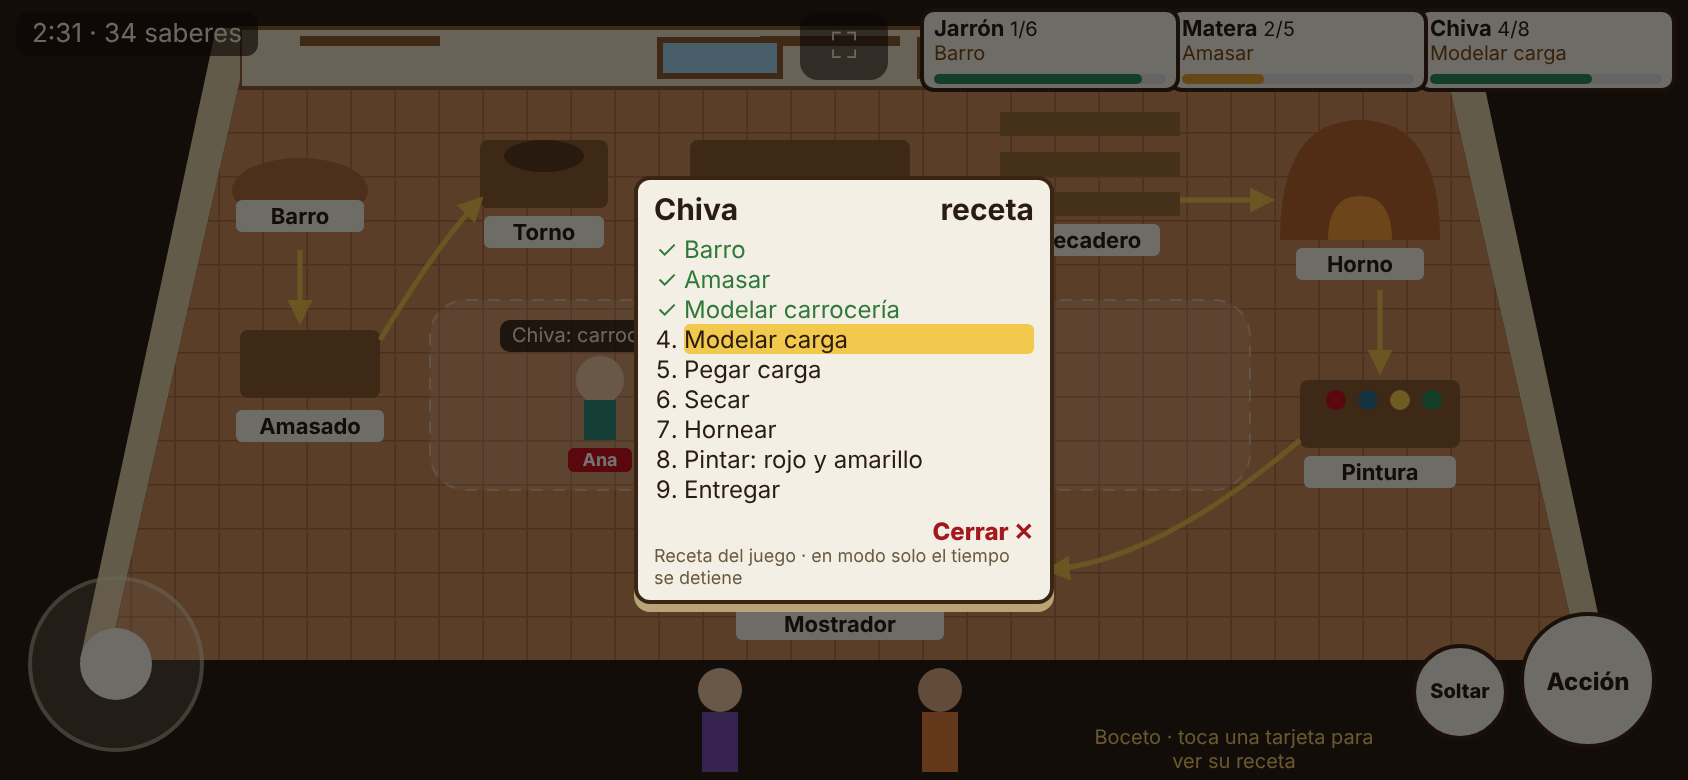 2:31 · 34 saberes
Jarrón 1/6
Barro
Matera 2/5
Amasar
Chiva 4/8
Modelar carga
Barro
Torno
ecadero
Horno
Chiva receta
✓ Barro
✓ Amasar
✓ Modelar carrocería
4. Modelar carga
5. Pegar carga
6. Secar
7. Hornear
8. Pintar: rojo y amarillo
9. Entregar
Cerrar ✕
Receta del juego · en modo solo el tiempo
se detiene
Chiva: carroc
Ana
Amasado
Pintura
Mostrador
Soltar
Acción
Boceto · toca una tarjeta para
ver su receta